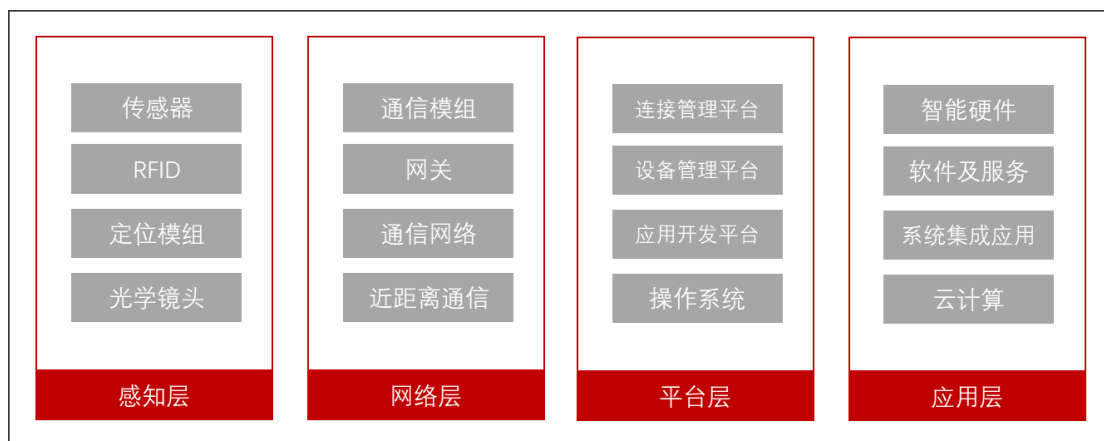 传感器
RFID
定位模组
光学镜头
感知层
通信模组
网关
通信网络
近距离通信
网络层
连接管理平台
设备管理平台
应用开发平台
操作系统
平台层
智能硬件
软件及服务
系统集成应用
云计算
应用层